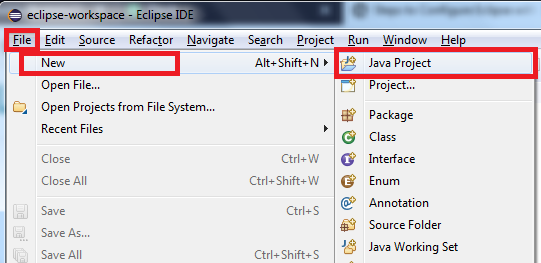 eclipse-workspace - Eclipse IDE
File Edit Source Refactor Navigate Search Project Run Window Help
New Alt+Shift+N
Open File...
Open Projects from File System...
Recent Files
Close Ctrl+W
Close All Ctrl+Shift+W
Save Ctrl+S
Save As...
Save All Ctrl+Shift+S
Java Project
Project...
Package
Class
Interface
Enum
Annotation
Source Folder
Java Working Set